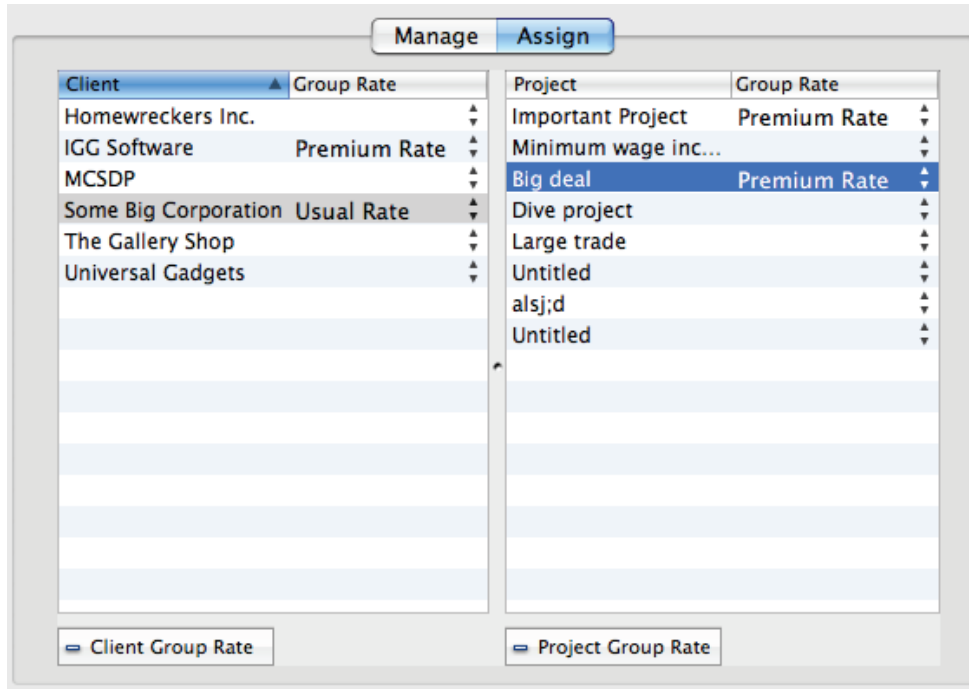 Manage Assign
Client Group Rate Project Group Rate
Homewreckers Inc. Important Project Premium Rate
IGG Software Premium Rate Minimum wage inc...
MCSDP Big deal Premium Rate
Some Big Corporation Usual Rate Dive project
The Gallery Shop Large trade
Universal Gadgets Untitled
alsj;d
Untitled
Client Group Rate Project Group Rate